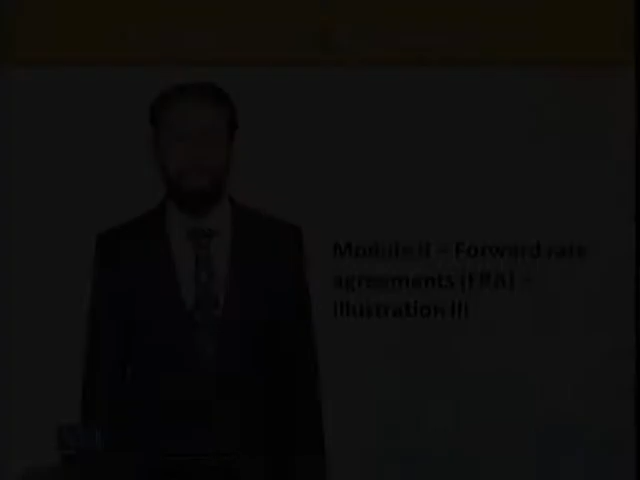 Module II – Forward rate
agreements (FRA) –
Illustration III